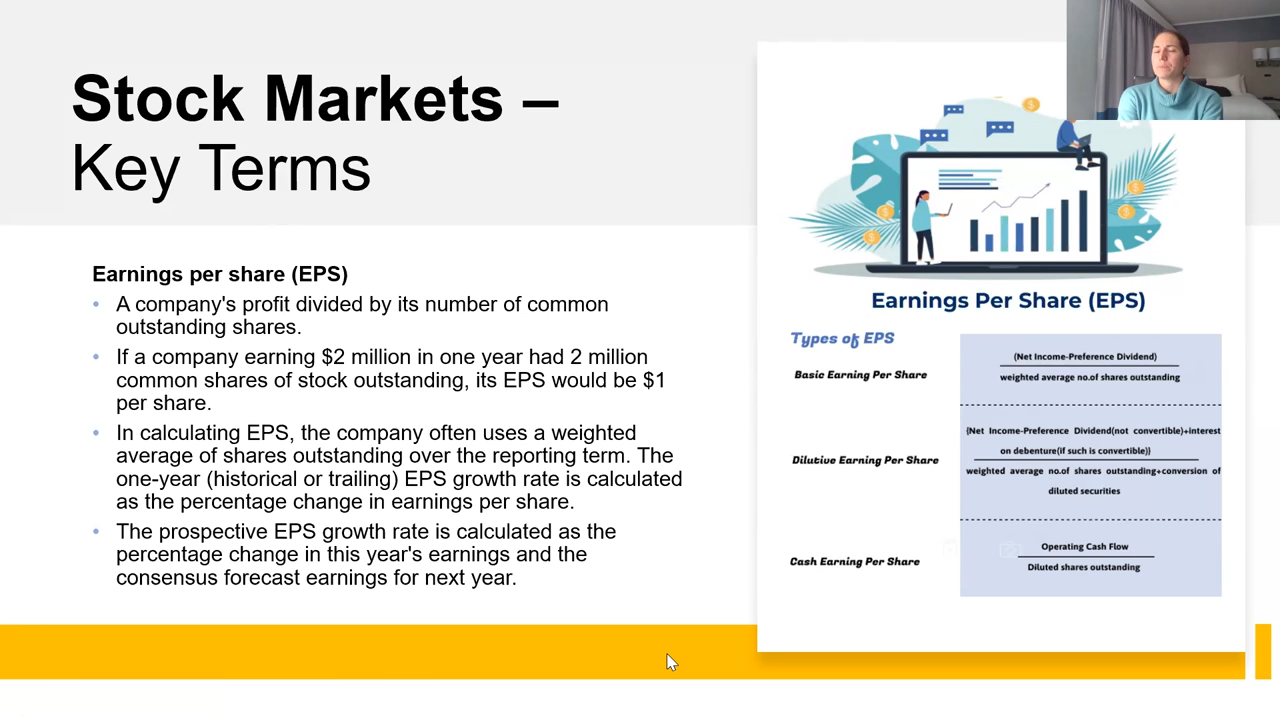 Stock Markets –
Key Terms
Earnings per share (EPS)
• A company's profit divided by its number of common
outstanding shares.
• If a company earning $2 million in one year had 2 million
common shares of stock outstanding, its EPS would be $1
per share.
• In calculating EPS, the company often uses a weighted
average of shares outstanding over the reporting term. The
one-year (historical or trailing) EPS growth rate is calculated
as the percentage change in earnings per share.
• The prospective EPS growth rate is calculated as the
percentage change in this year's earnings and the
consensus forecast earnings for next year.
Earnings Per Share (EPS)
Types of EPS
Basic Earning Per Share
(Net Income-Preference Dividend)
weighted average no.of shares outstanding
Dilutive Earning Per Share
{Net Income-Preference Dividend(not convertible)+interest
on debenture(if such is convertible)}
weighted average no.of shares outstanding+conversion of
diluted securities
Cash Earning Per Share
Operating Cash Flow
Diluted shares outstanding